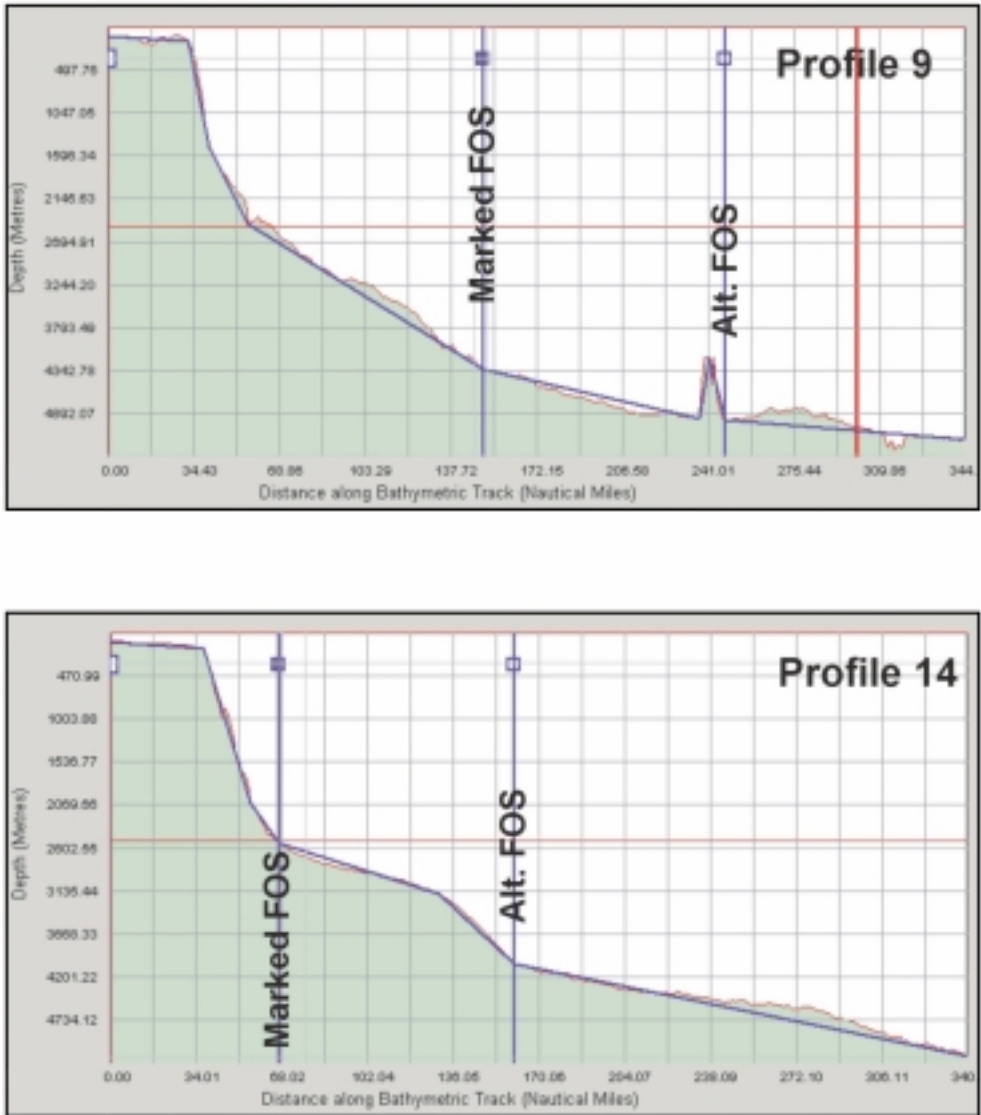 Profile 9
Marked FOS
Alt. FOS
Depth (Metres)
497.76
1047.05
1596.34
2145.63
2694.91
3244.20
3793.49
4342.78
4892.07
0.00 34.43 68.86 103.29 137.72 172.15 206.58 241.01 275.44 309.86 344.
Distance along Bathymetric Track (Nautical Miles)
Profile 14
Marked FOS
Alt. FOS
Depth (Metres)
470.99
1003.88
1536.77
2069.66
2602.55
3135.44
3668.33
4201.22
4734.12
0.00 34.01 68.02 102.04 136.05 170.06 204.07 238.09 272.10 306.11 340.
Distance along Bathymetric Track (Nautical Miles)